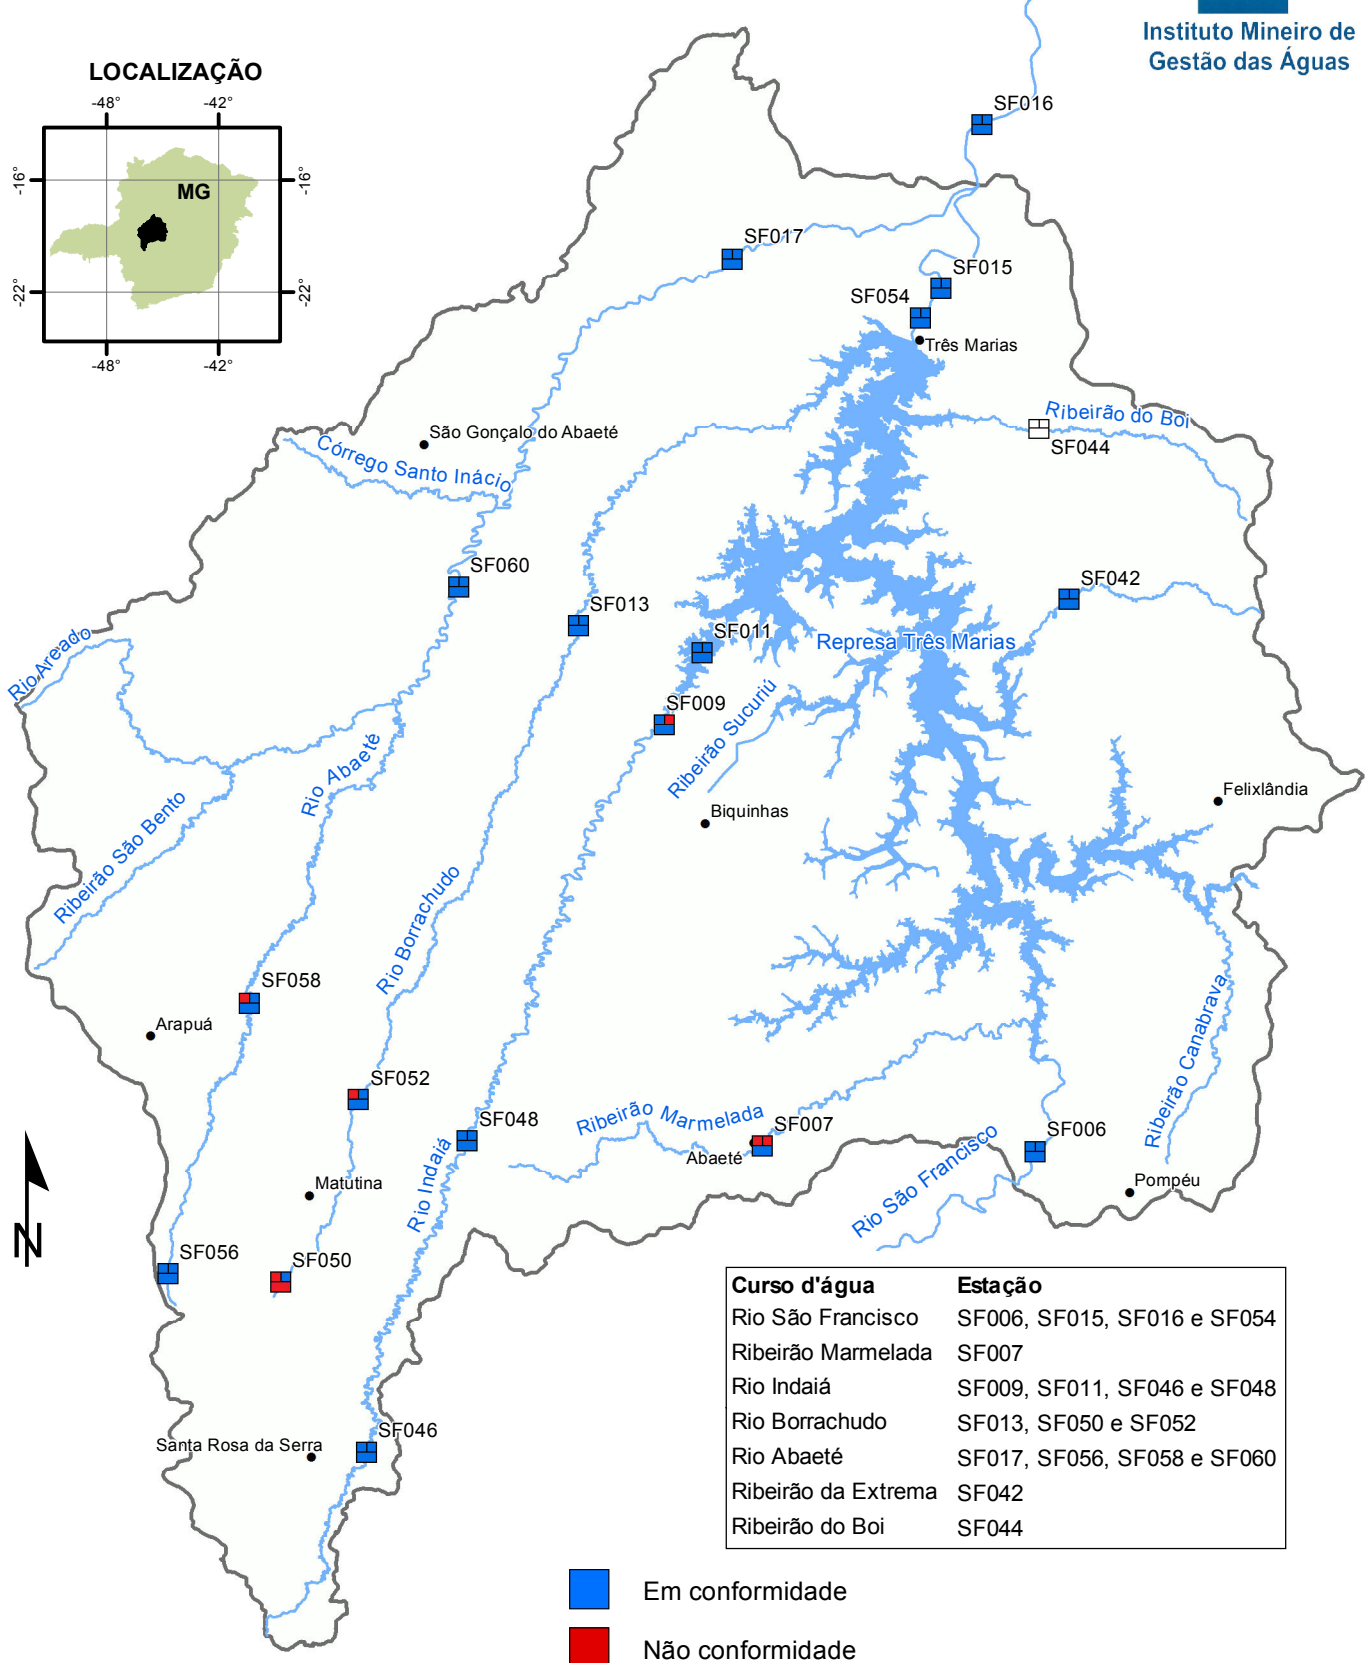 Instituto Mineiro de
Gestão das Águas
LOCALIZAÇÃO
-48°
-42°
-16°
-16°
MG
-22°
-22°
-48°
-42°
SF016
SF017
SF015
SF054
Três Marias
Ribeirão do Boi
SF044
São Gonçalo do Abaeté
Córrego Santo Inácio
SF060
SF013
SF042
SF011
Represa Três Marias
Rio Areado
SF009
Ribeirão Sucuriú
Rio Abaeté
Felixlândia
Biquinhas
Ribeirão São Bento
Rio Borrachudo
SF058
Arapuá
Ribeirão Canabrava
SF052
SF048
Ribeirão Marmelada
SF007
Abaeté
SF006
Rio São Francisco
Pompéu
Rio Indaiá
Matutina
N
SF056
SF050
Curso d'água Estação
Rio São Francisco SF006, SF015, SF016 e SF054
Ribeirão Marmelada SF007
Rio Indaiá SF009, SF011, SF046 e SF048
Rio Borrachudo SF013, SF050 e SF052
Rio Abaeté SF017, SF056, SF058 e SF060
Ribeirão da Extrema SF042
Ribeirão do Boi SF044
SF046
Santa Rosa da Serra
Em conformidade
Não conformidade